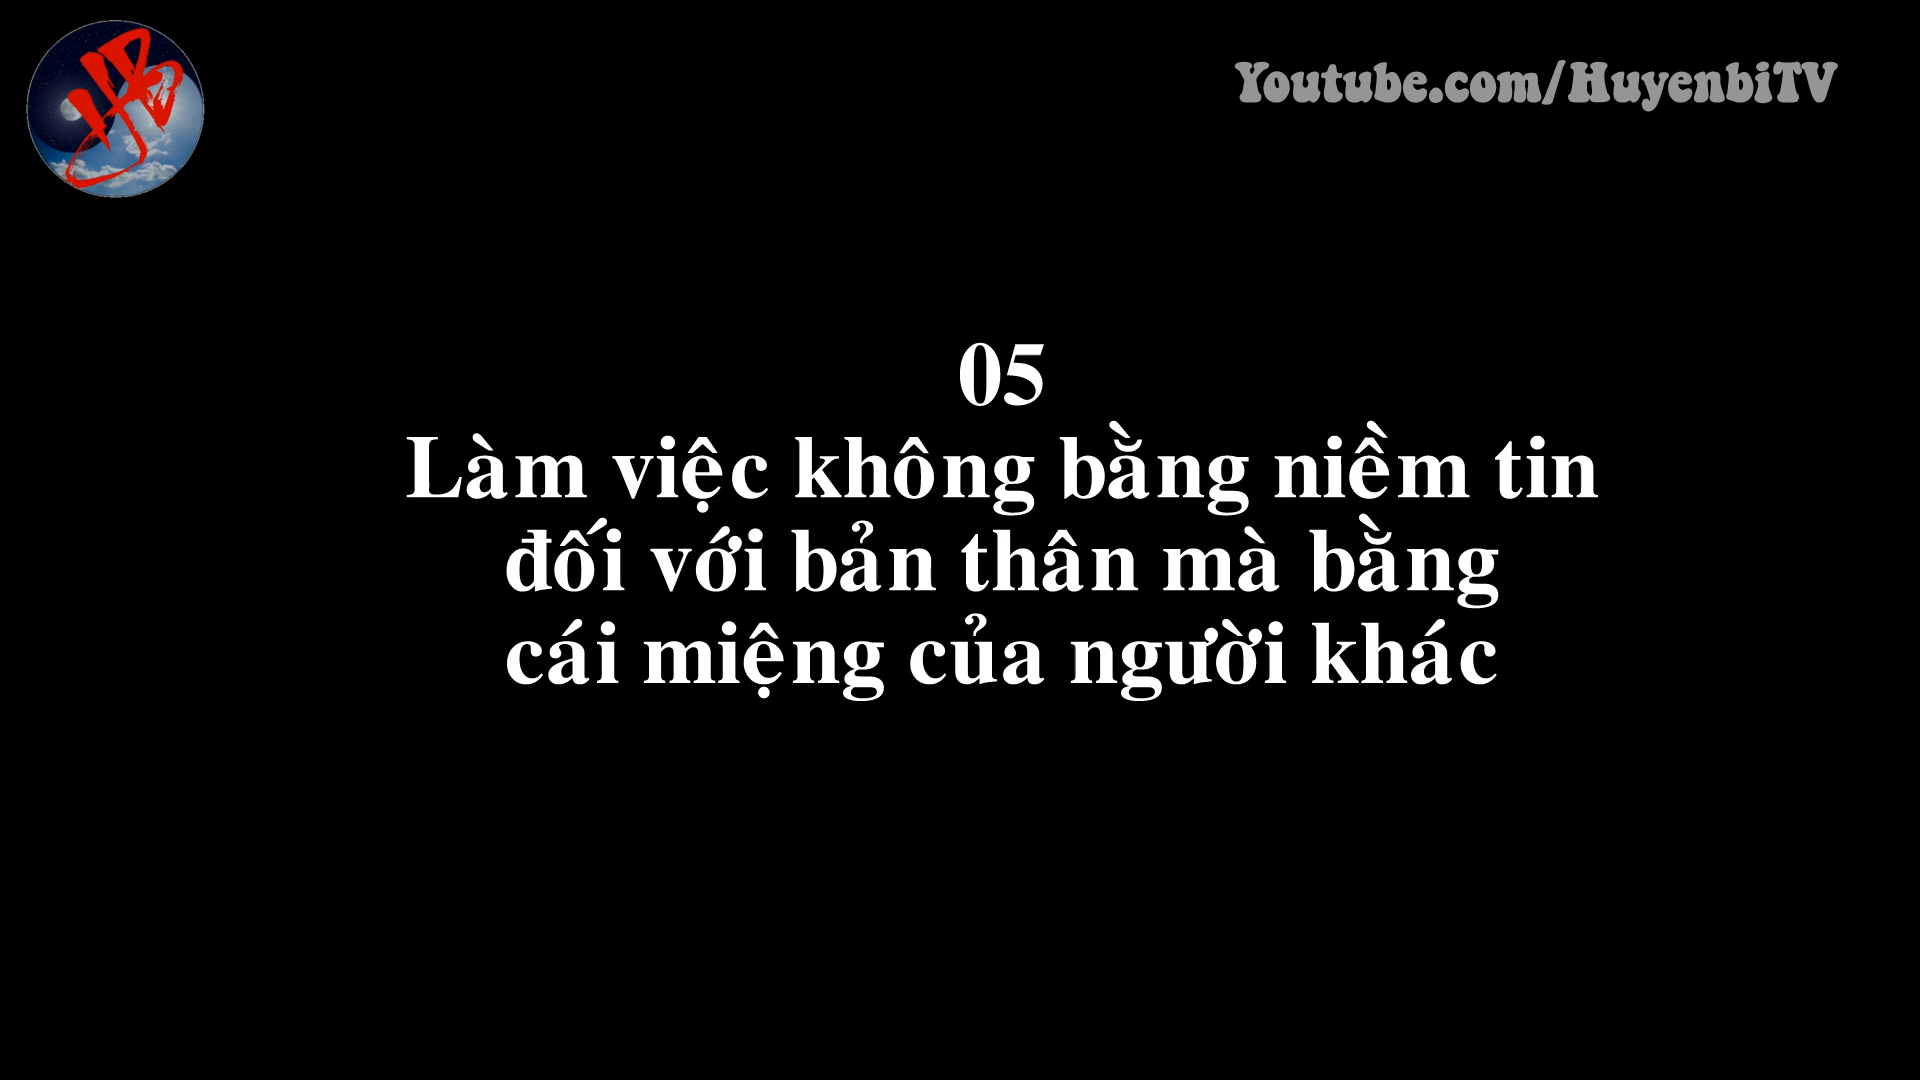 Youtube.com/HuyenbiTV
05
Làm việc không bằng niềm tin
đối với bản thân mà bằng
cái miệng của người khác